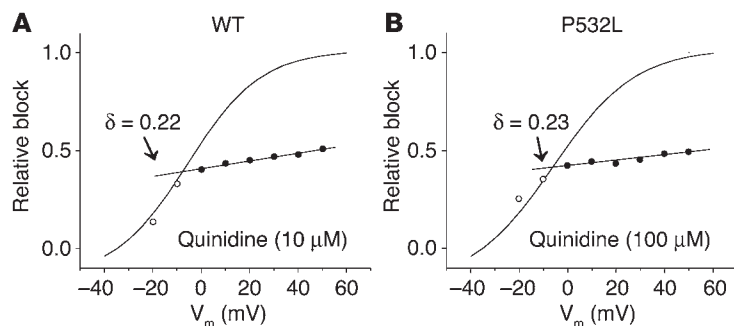 A
WT
Relative block
1.0
0.5
0.0
δ = 0.22
Quinidine (10 μM)
−40 −20 0 20 40 60
Vm (mV)
B
P532L
Relative block
1.0
0.5
0.0
δ = 0.23
Quinidine (100 μM)
−40 −20 0 20 40 60
Vm (mV)